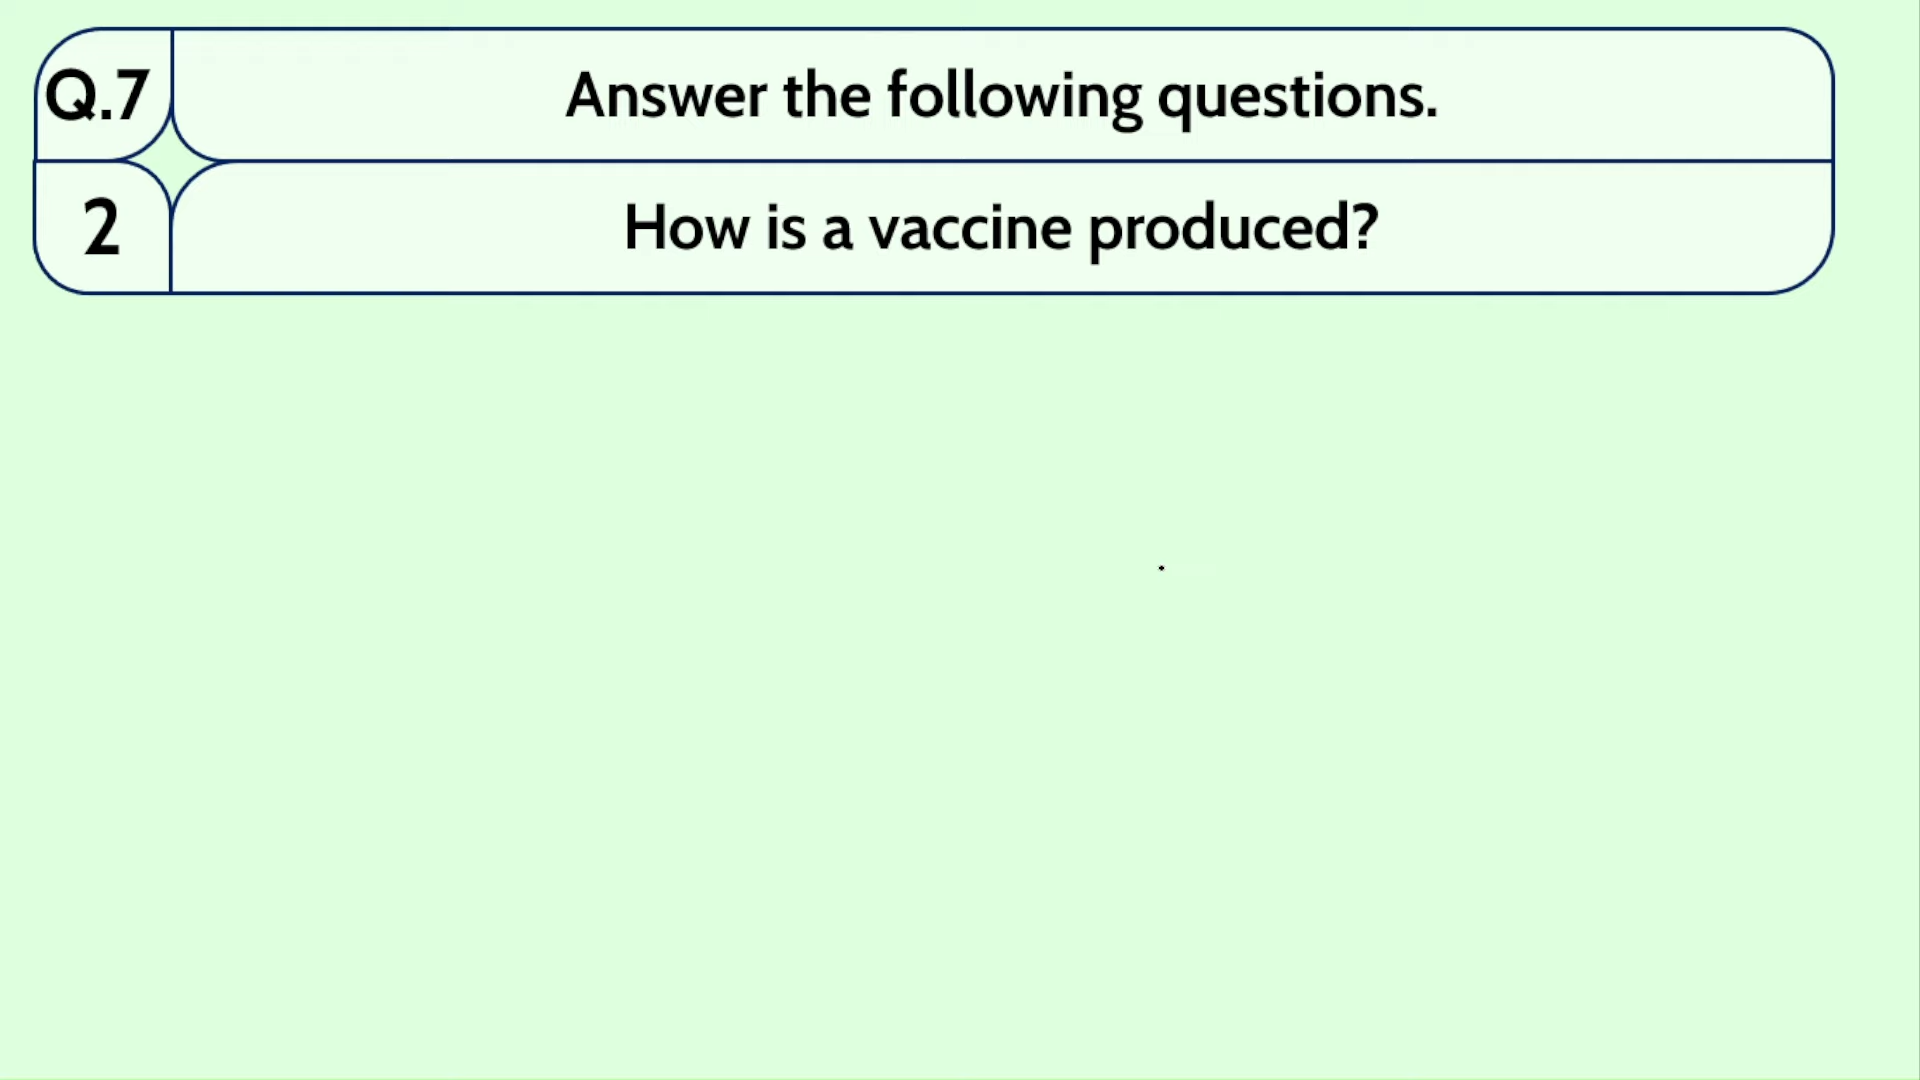 Q.7 Answer the following questions.
2 How is a vaccine produced?